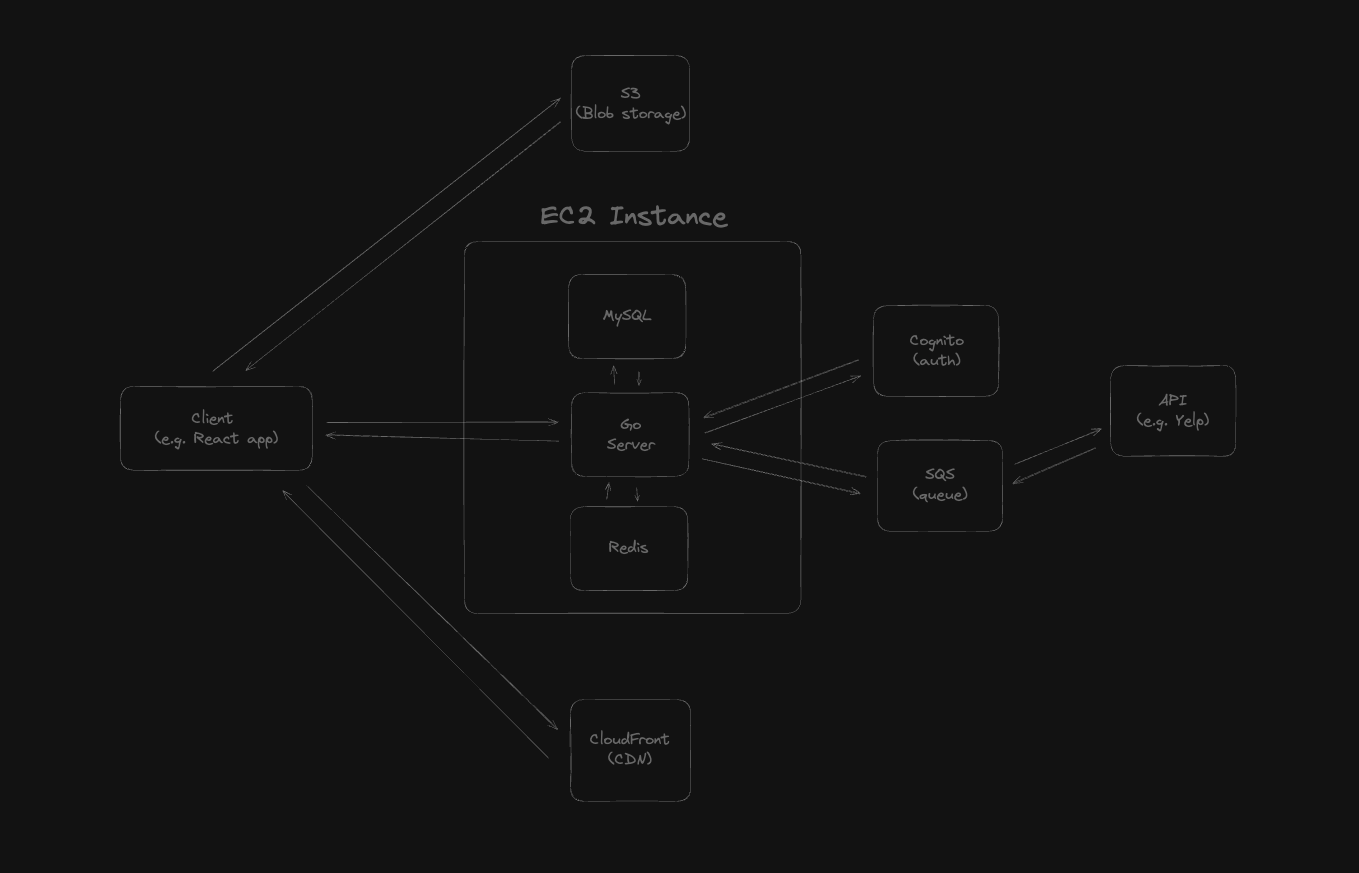 S3
(Blob storage)
EC2 Instance
MySQL
Cognito
(auth)
API
(e.g. Yelp)
Client
(e.g. React app)
Go
Server
SQS
(queue)
Redis
CloudFront
(CDN)